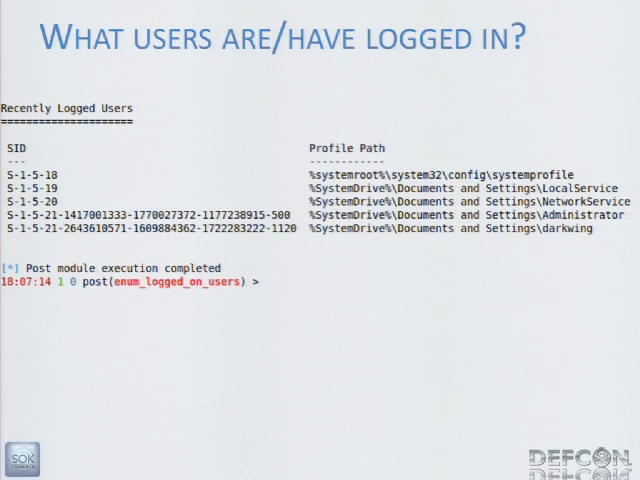 WHAT USERS ARE/HAVE LOGGED IN?
Recently Logged Users
=====================
SID Profile Path
--- ------------
S-1-5-18 %systemroot%\system32\config\systemprofile
S-1-5-19 %SystemDrive%\Documents and Settings\LocalService
S-1-5-20 %SystemDrive%\Documents and Settings\NetworkService
S-1-5-21-1417001333-1770027372-1177238915-500 %SystemDrive%\Documents and Settings\Administrator
S-1-5-21-2643610571-1609884362-1722283222-1120 %SystemDrive%\Documents and Settings\darkwing
[*] Post module execution completed
18:07:14 1 0 post(enum_logged_on_users) >
SOK
DEFCON